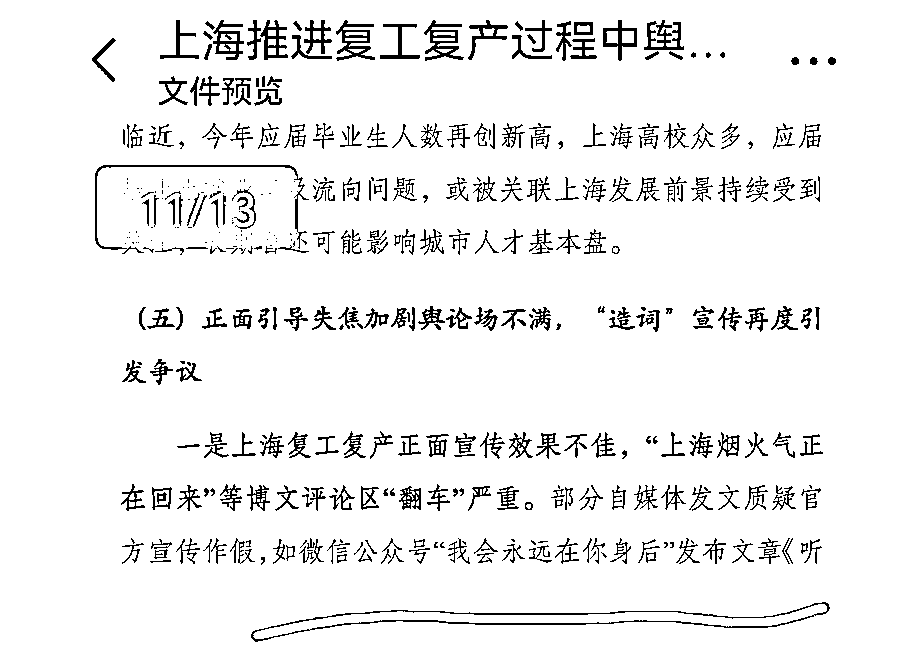 上海推进复工复产过程中舆...
文件预览
临近，今年应届毕业生人数再创新高，上海高校众多，应届
11/13
流向问题，或被关联上海发展前景持续受到
还可能影响城市人才基本盘。
（五）正面引导失焦加剧舆论场不满，“造词”宣传再度引
发争议
一是上海复工复产正面宣传效果不佳，“上海烟火气正
在回来”等博文评论区“翻车”严重。部分自媒体发文质疑官
方宣传作假,如微信公众号“我会永远在你身后”发布文章《听